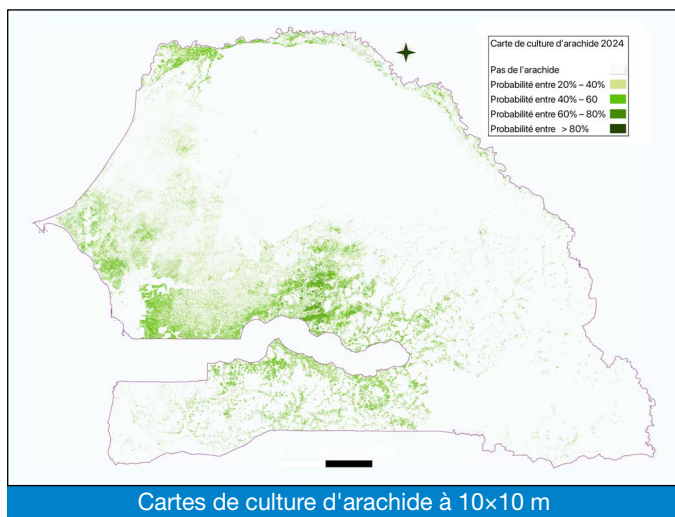 Carte de culture d'arachide 2024
Pas de l'arachide
Probabilité entre 20% – 40%
Probabilité entre 40% – 60
Probabilité entre 60% – 80%
Probabilité entre > 80%
Cartes de culture d'arachide à 10×10 m